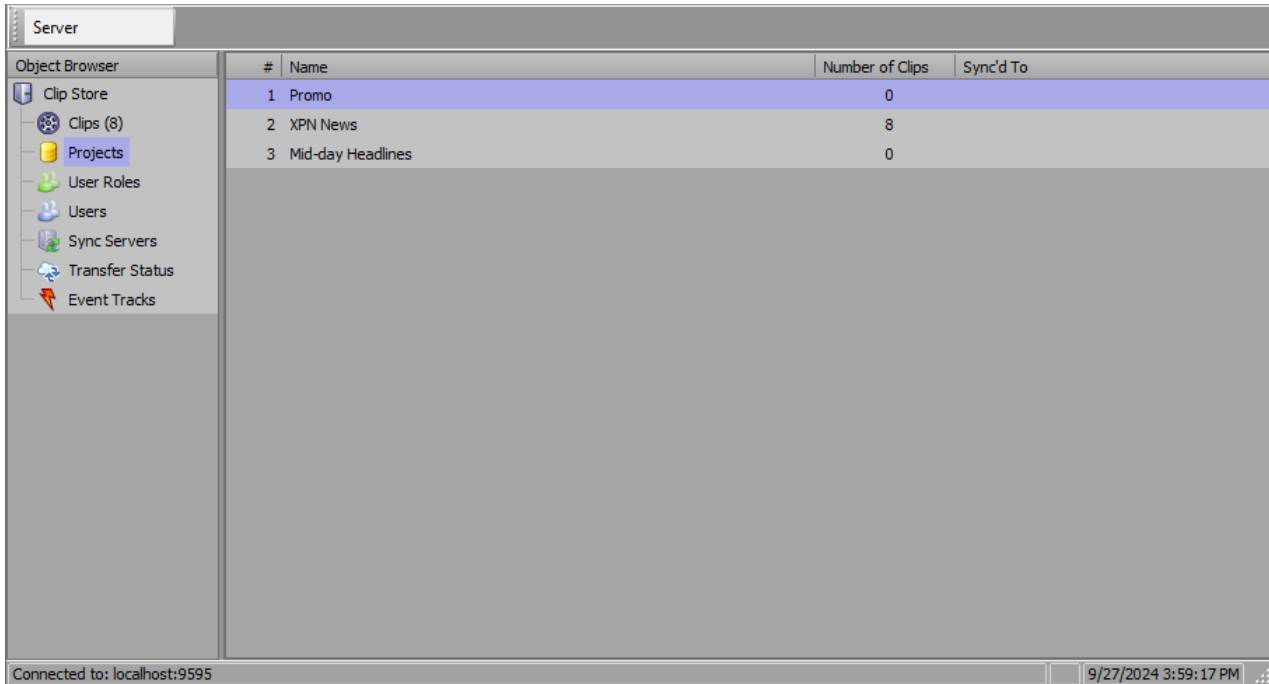 Server
Object Browser
Clip Store
Clips (8)
Projects
User Roles
Users
Sync Servers
Transfer Status
Event Tracks
# Name Number of Clips Sync'd To
1 Promo 0
2 XPN News 8
3 Mid-day Headlines 0
Connected to: localhost:9595 9/27/2024 3:59:17 PM